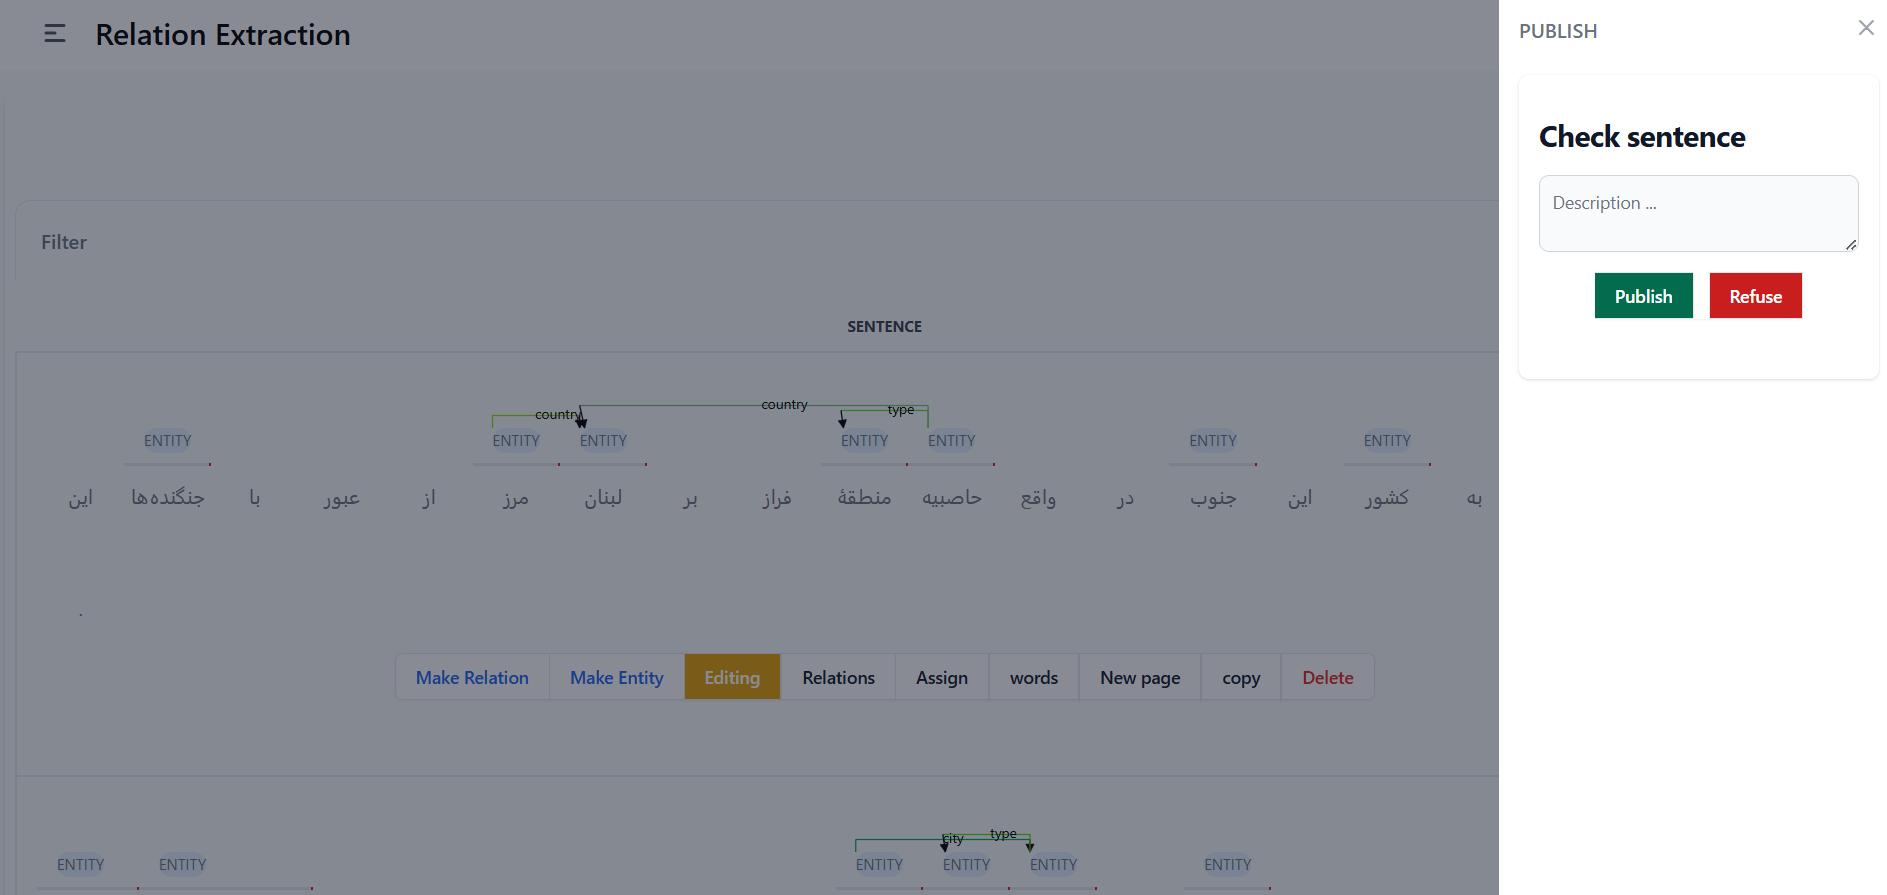 Relation Extraction
PUBLISH
Check sentence
Description ...
Publish Refuse
Filter
SENTENCE
country country type
ENTITY ENTITY ENTITY ENTITY ENTITY ENTITY ENTITY
این جنگنده‌ها با عبور از مرز لبنان بر فراز منطقهٔ حاصبیه واقع در جنوب این کشور به
.
Make Relation Make Entity Editing Relations Assign words New page copy Delete
city type
ENTITY ENTITY ENTITY ENTITY ENTITY ENTITY